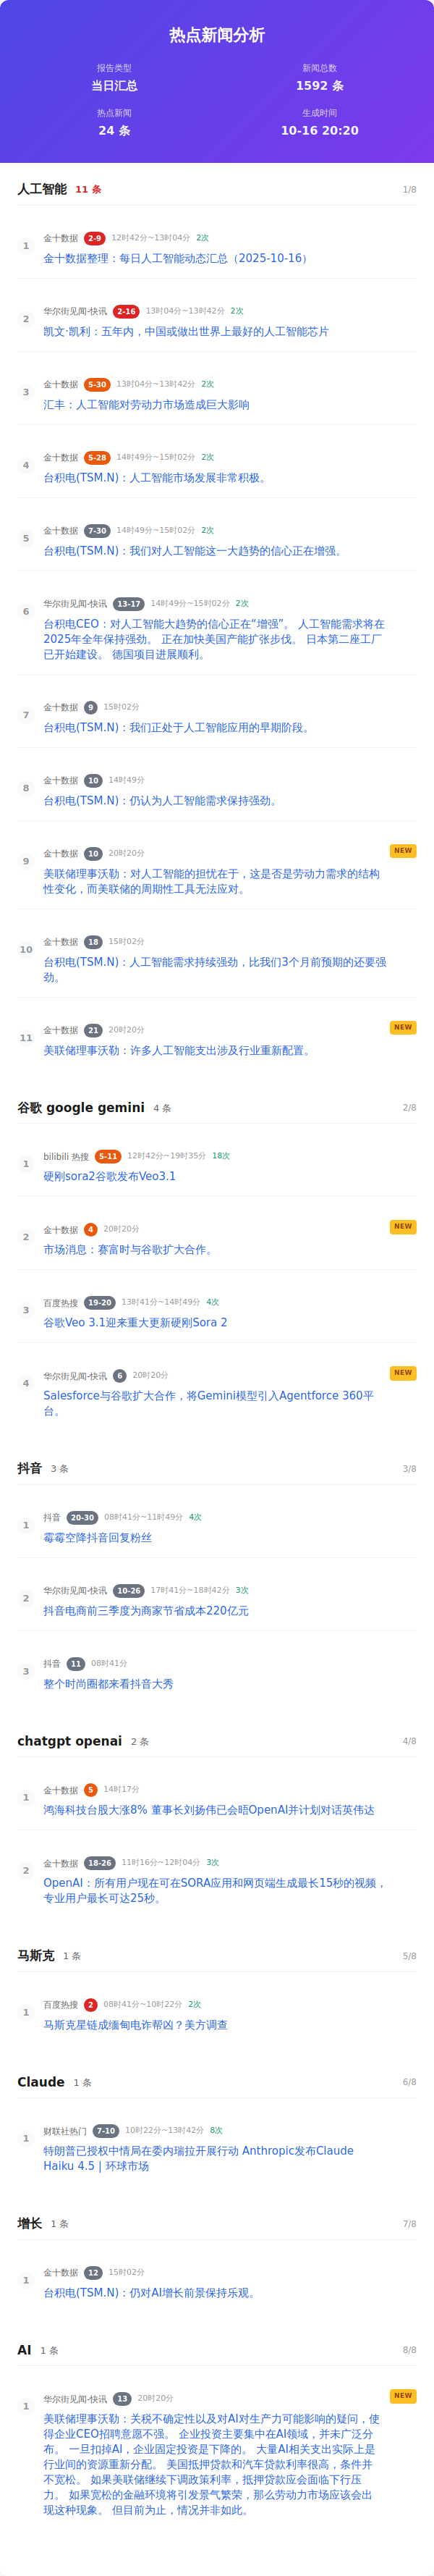 热点新闻分析
报告类型
当日汇总
新闻总数
1592 条
热点新闻
24 条
生成时间
10-16 20:20
人工智能 11 条 1/8
1
金十数据 2-9 12时42分~13时04分 2次
金十数据整理：每日人工智能动态汇总（2025-10-16）
2
华尔街见闻-快讯 2-16 13时04分~13时42分 2次
凯文·凯利：五年内，中国或做出世界上最好的人工智能芯片
3
金十数据 5-30 13时04分~13时42分 2次
汇丰：人工智能对劳动力市场造成巨大影响
4
金十数据 5-28 14时49分~15时02分 2次
台积电(TSM.N)：人工智能市场发展非常积极。
5
金十数据 7-30 14时49分~15时02分 2次
台积电(TSM.N)：我们对人工智能这一大趋势的信心正在增强。
6
华尔街见闻-快讯 13-17 14时49分~15时02分 2次
台积电CEO：对人工智能大趋势的信心正在“增强”。 人工智能需求将在
2025年全年保持强劲。 正在加快美国产能扩张步伐。 日本第二座工厂
已开始建设。 德国项目进展顺利。
7
金十数据 9 15时02分
台积电(TSM.N)：我们正处于人工智能应用的早期阶段。
8
金十数据 10 14时49分
台积电(TSM.N)：仍认为人工智能需求保持强劲。
9
金十数据 10 20时20分 NEW
美联储理事沃勒：对人工智能的担忧在于，这是否是劳动力需求的结构
性变化，而美联储的周期性工具无法应对。
10
金十数据 18 15时02分
台积电(TSM.N)：人工智能需求持续强劲，比我们3个月前预期的还要强
劲。
11
金十数据 21 20时20分 NEW
美联储理事沃勒：许多人工智能支出涉及行业重新配置。
谷歌 google gemini 4 条 2/8
1
bilibili 热搜 5-11 12时42分~19时35分 18次
硬刚sora2谷歌发布Veo3.1
2
金十数据 4 20时20分 NEW
市场消息：赛富时与谷歌扩大合作。
3
百度热搜 19-20 13时41分~14时49分 4次
谷歌Veo 3.1迎来重大更新硬刚Sora 2
4
华尔街见闻-快讯 6 20时20分 NEW
Salesforce与谷歌扩大合作，将Gemini模型引入Agentforce 360平
台。
抖音 3 条 3/8
1
抖音 20-30 08时41分~11时49分 4次
霉霉空降抖音回复粉丝
2
华尔街见闻-快讯 10-26 17时41分~18时42分 3次
抖音电商前三季度为商家节省成本220亿元
3
抖音 11 08时41分
整个时尚圈都来看抖音大秀
chatgpt openai 2 条 4/8
1
金十数据 5 14时17分
鸿海科技台股大涨8% 董事长刘扬伟已会晤OpenAI并计划对话英伟达
2
金十数据 18-26 11时16分~12时04分 3次
OpenAI：所有用户现在可在SORA应用和网页端生成最长15秒的视频，
专业用户最长可达25秒。
马斯克 1 条 5/8
1
百度热搜 2 08时41分~10时22分 2次
马斯克星链成缅甸电诈帮凶？美方调查
Claude 1 条 6/8
1
财联社热门 7-10 10时22分~13时42分 8次
特朗普已授权中情局在委内瑞拉开展行动 Anthropic发布Claude
Haiku 4.5 | 环球市场
增长 1 条 7/8
1
金十数据 12 15时02分
台积电(TSM.N)：仍对AI增长前景保持乐观。
AI 1 条 8/8
1
华尔街见闻-快讯 13 20时20分 NEW
美联储理事沃勒：关税不确定性以及对AI对生产力可能影响的疑问，使
得企业CEO招聘意愿不强。 企业投资主要集中在AI领域，并未广泛分
布。 一旦扣掉AI，企业固定投资是下降的。 大量AI相关支出实际上是
行业间的资源重新分配。 美国抵押贷款和汽车贷款利率很高，条件并
不宽松。 如果美联储继续下调政策利率，抵押贷款应会面临下行压
力。 如果宽松的金融环境将引发景气繁荣，那么劳动力市场应该会出
现这种现象。 但目前为止，情况并非如此。